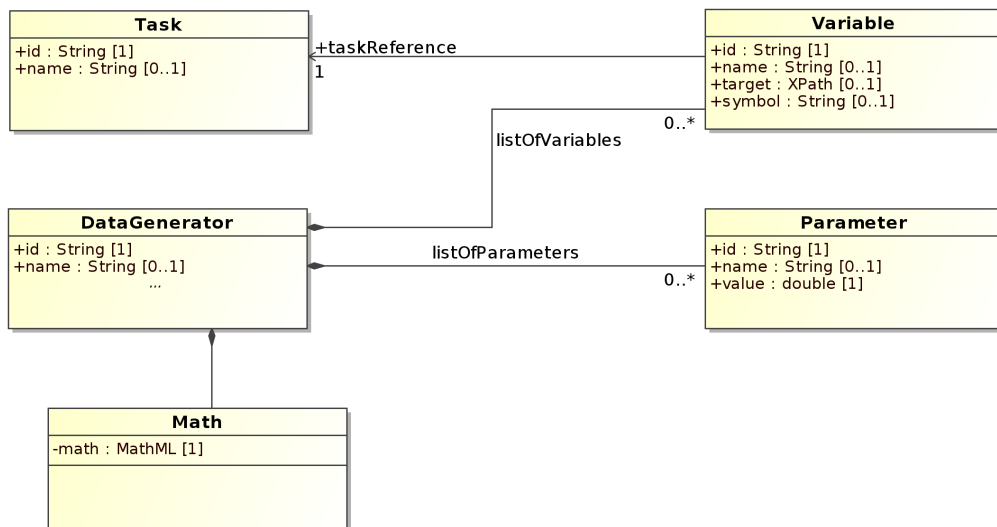 Task
+id : String [1]
+name : String [0..1]
+taskReference
1
Variable
+id : String [1]
+name : String [0..1]
+target : XPath [0..1]
+symbol : String [0..1]
0..*
listOfVariables
DataGenerator
+id : String [1]
+name : String [0..1]
...
listOfParameters
0..*
Parameter
+id : String [1]
+name : String [0..1]
+value : double [1]
Math
-math : MathML [1]